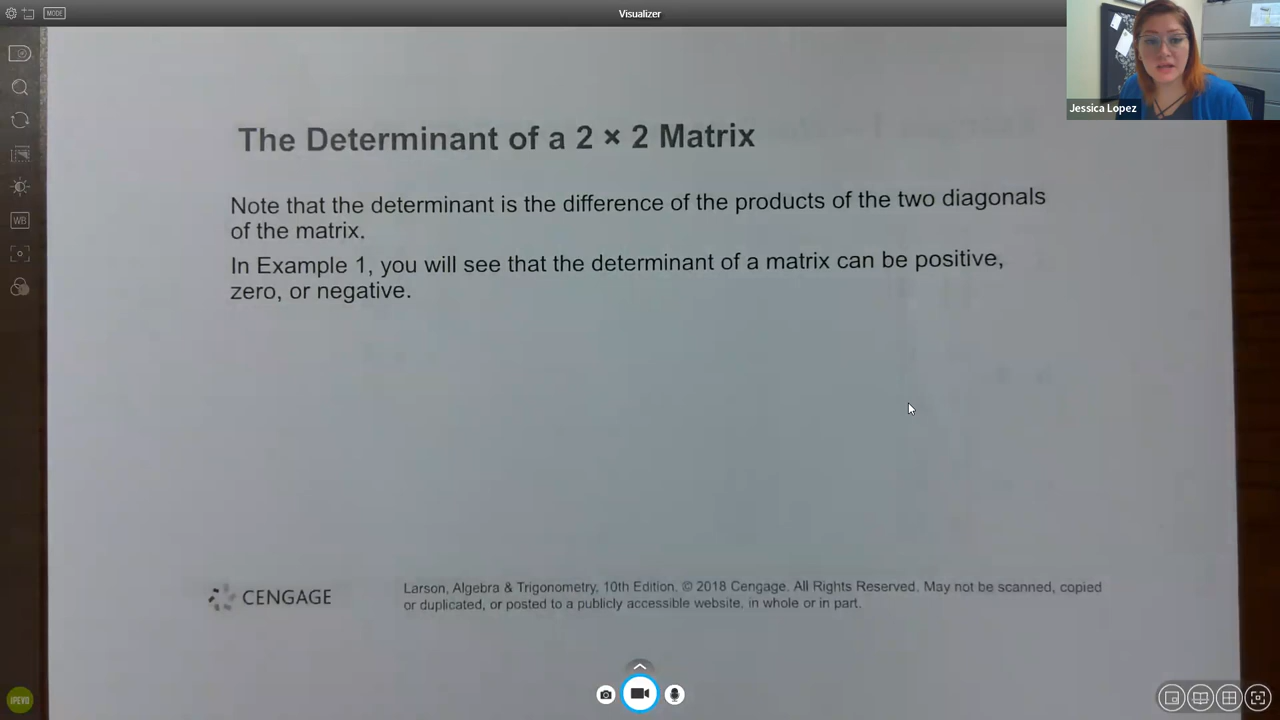 MODE
Visualizer
Jessica Lopez
The Determinant of a 2 × 2 Matrix
Note that the determinant is the difference of the products of the two diagonals
of the matrix.
In Example 1, you will see that the determinant of a matrix can be positive,
zero, or negative.
WB
CENGAGE
Larson, Algebra & Trigonometry, 10th Edition. © 2018 Cengage. All Rights Reserved. May not be scanned, copied
or duplicated, or posted to a publicly accessible website, in whole or in part.
IPEVO